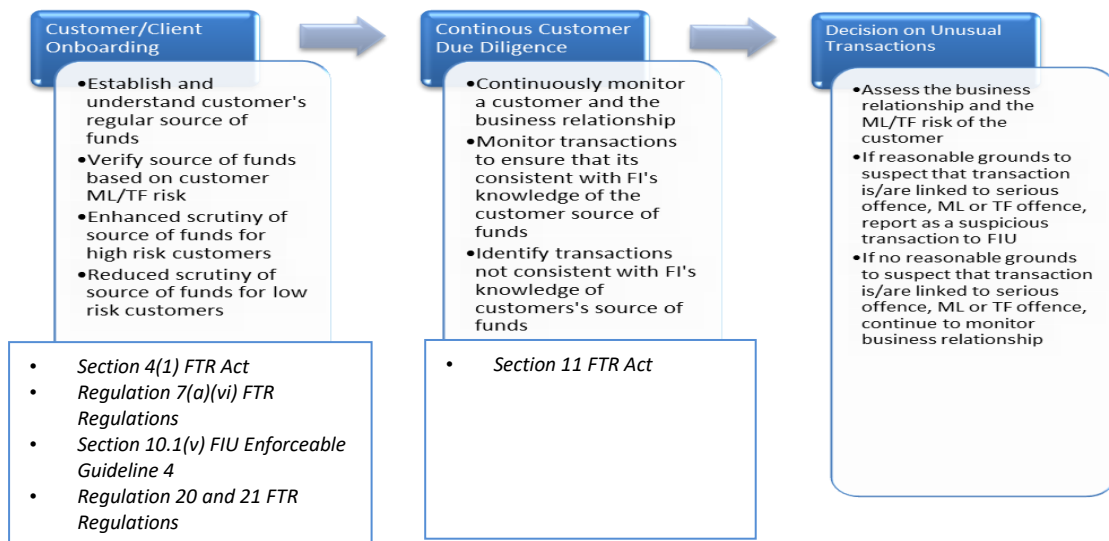 Customer/Client
Onboarding
•Establish and
understand customer's
regular source of
funds
•Verify source of funds
based on customer
ML/TF risk
•Enhanced scrutiny of
source of funds for
high risk customers
•Reduced scrutiny of
source of funds for low
risk customers
• Section 4(1) FTR Act
• Regulation 7(a)(vi) FTR
Regulations
• Section 10.1(v) FIU Enforceable
Guideline 4
• Regulation 20 and 21 FTR
Regulations
Continous Customer
Due Diligence
•Continuously monitor
a customer and the
business relationship
•Monitor transactions
to ensure that its
consistent with FI's
knowledge of the
customer source of
funds
•Identify transactions
not consistent with FI's
knowledge of
customers's source of
funds
• Section 11 FTR Act
Decision on Unusual
Transactions
•Assess the business
relationship and the
ML/TF risk of the
customer
•If reasonable grounds to
suspect that transaction
is/are linked to serious
offence, ML or TF offence,
report as a suspicious
transaction to FIU
•If no reasonable grounds
to suspect that transaction
is/are linked to serious
offence, ML or TF offence,
continue to monitor
business relationship